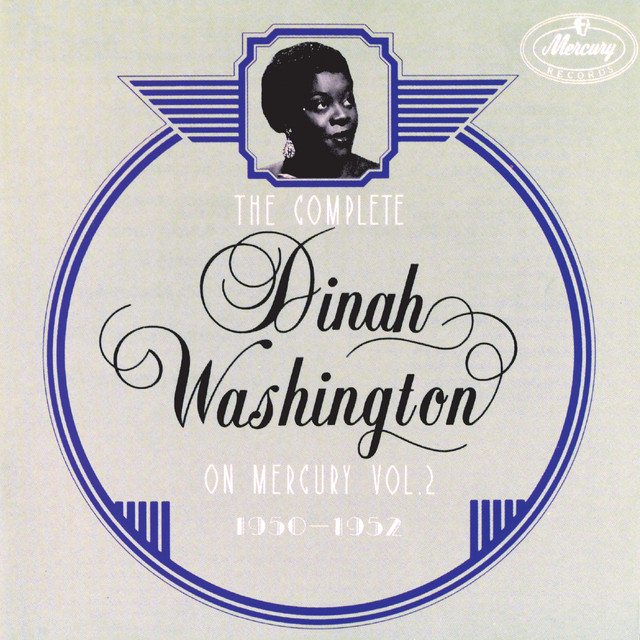 Mercury
RECORDS
THE COMPLETE
Dinah
Washington
ON MERCURY VOL.2
1950–1952